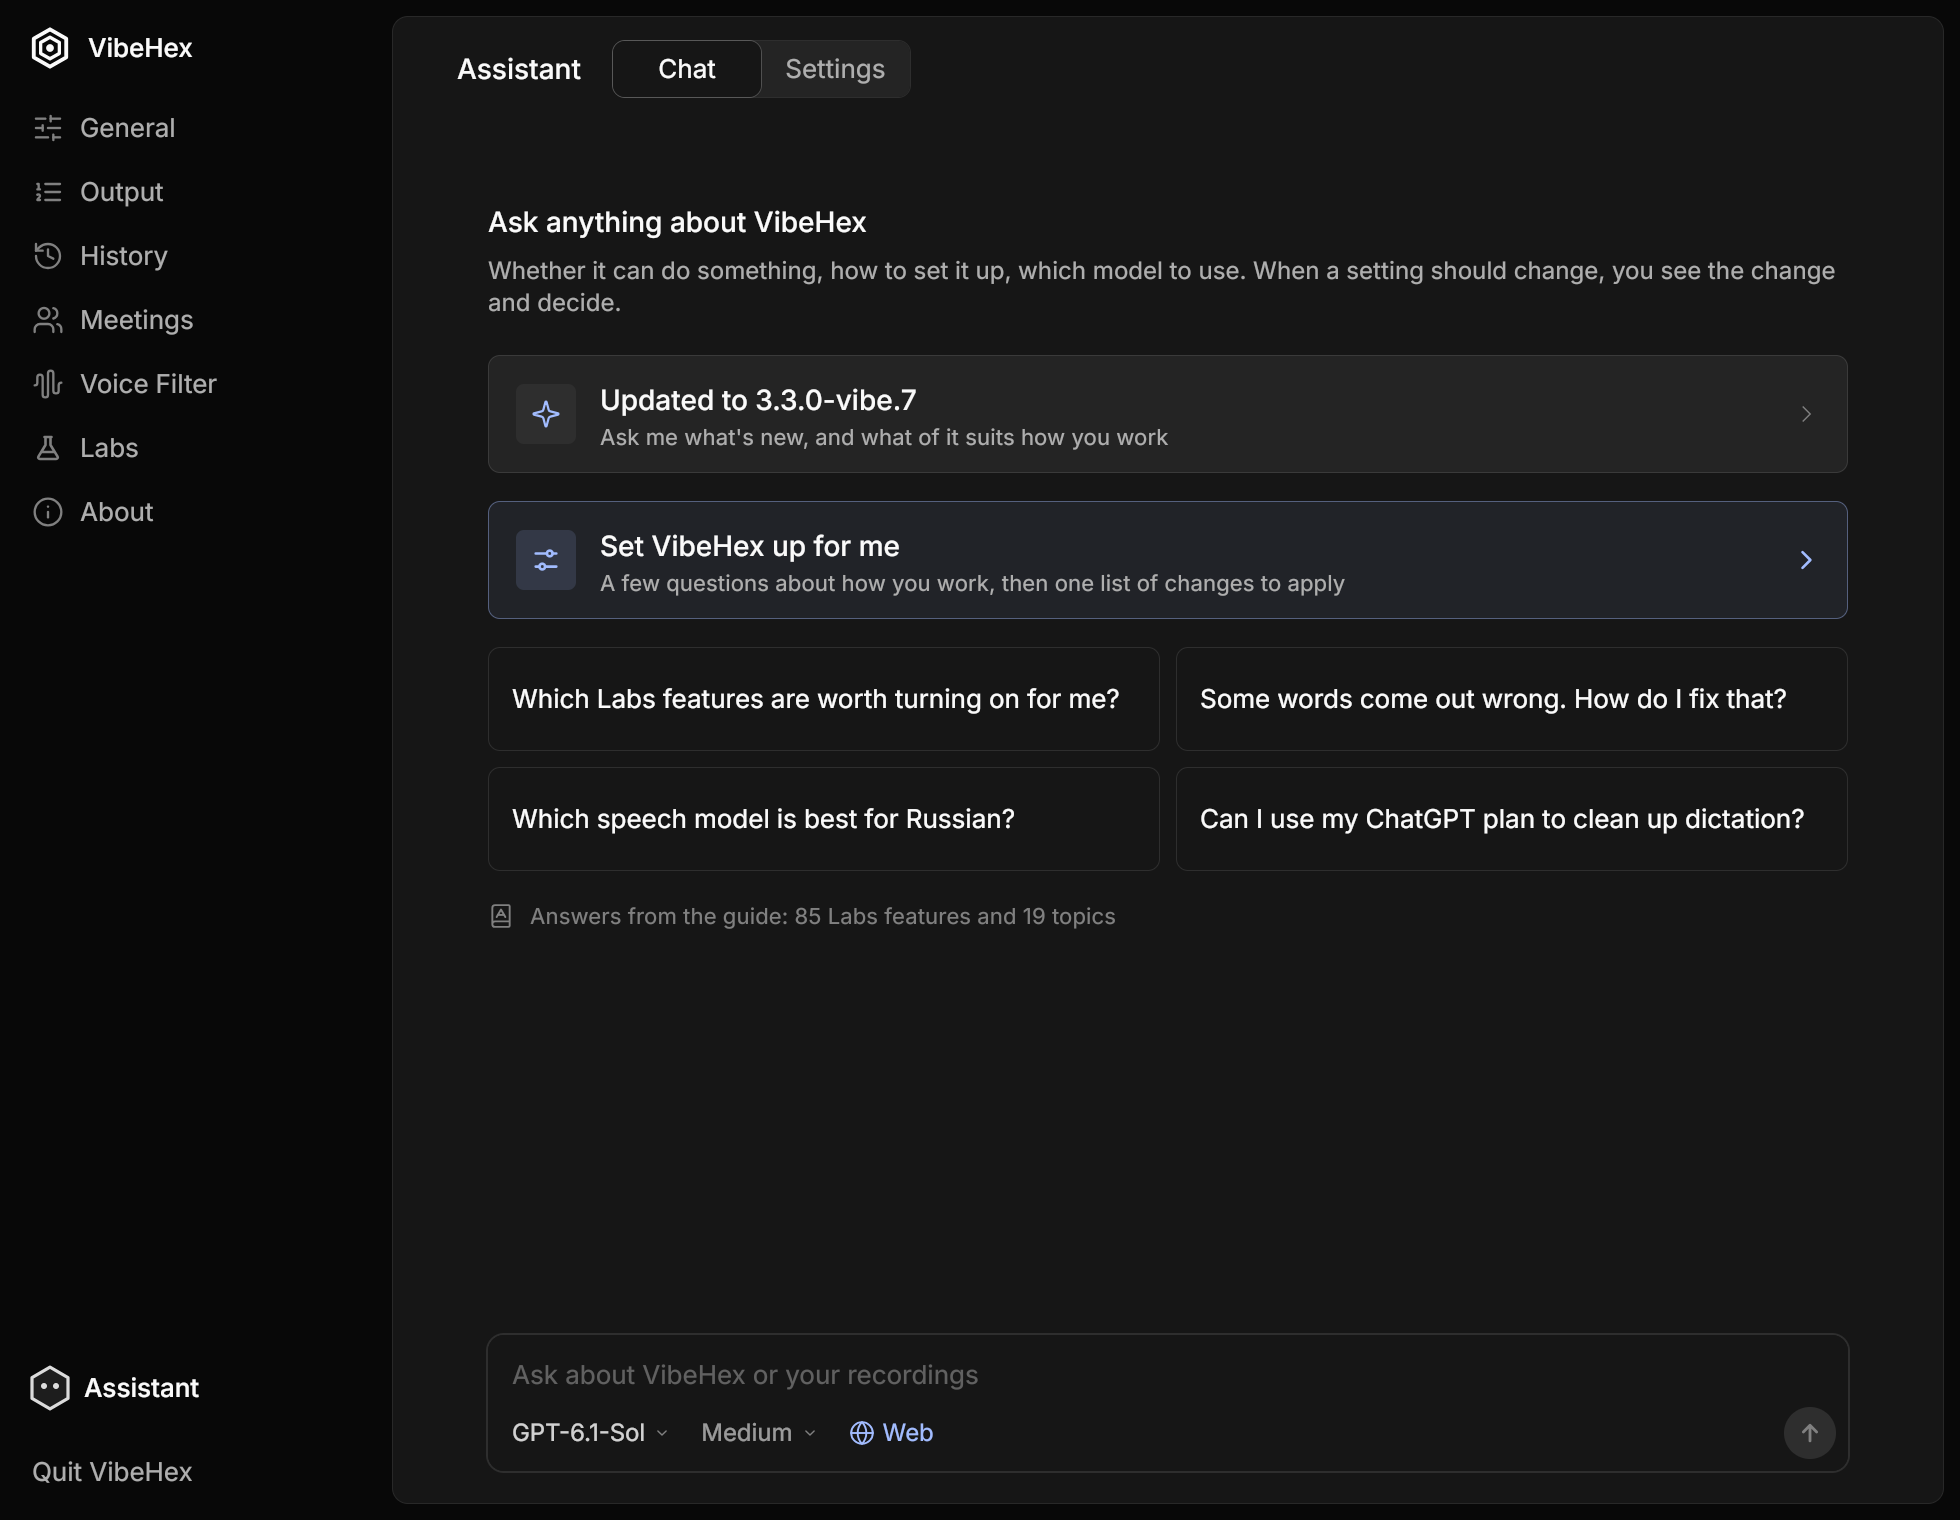 VibeHex
General
Output
History
Meetings
Voice Filter
Labs
About
Assistant
Quit VibeHex
Assistant
Chat
Settings
Ask anything about VibeHex
Whether it can do something, how to set it up, which model to use. When a setting should change, you see the change
and decide.
Updated to 3.3.0-vibe.7
Ask me what's new, and what of it suits how you work
Set VibeHex up for me
A few questions about how you work, then one list of changes to apply
Which Labs features are worth turning on for me?
Some words come out wrong. How do I fix that?
Which speech model is best for Russian?
Can I use my ChatGPT plan to clean up dictation?
Answers from the guide: 85 Labs features and 19 topics
Ask about VibeHex or your recordings
GPT-6.1-Sol
Medium
Web